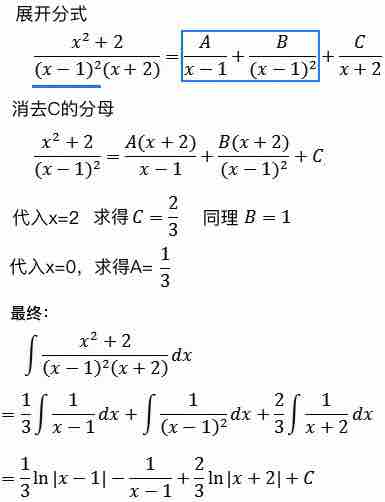 展开分式
\frac{x^2+2}{(x-1)^2(x+2)} = \frac{A}{x-1} + \frac{B}{(x-1)^2} + \frac{C}{x+2}
消去C的分母
\frac{x^2+2}{(x-1)^2} = \frac{A(x+2)}{x-1} + \frac{B(x+2)}{(x-1)^2} + C
代入x=2 求得 C = \frac{2}{3} 同理 B = 1
代入x=0，求得A= \frac{1}{3}
最终：
\int \frac{x^2+2}{(x-1)^2(x+2)} dx
= \frac{1}{3} \int \frac{1}{x-1} dx + \int \frac{1}{(x-1)^2} dx + \frac{2}{3} \int \frac{1}{x+2} dx
= \frac{1}{3} \ln|x-1| - \frac{1}{x-1} + \frac{2}{3} \ln|x+2| + C